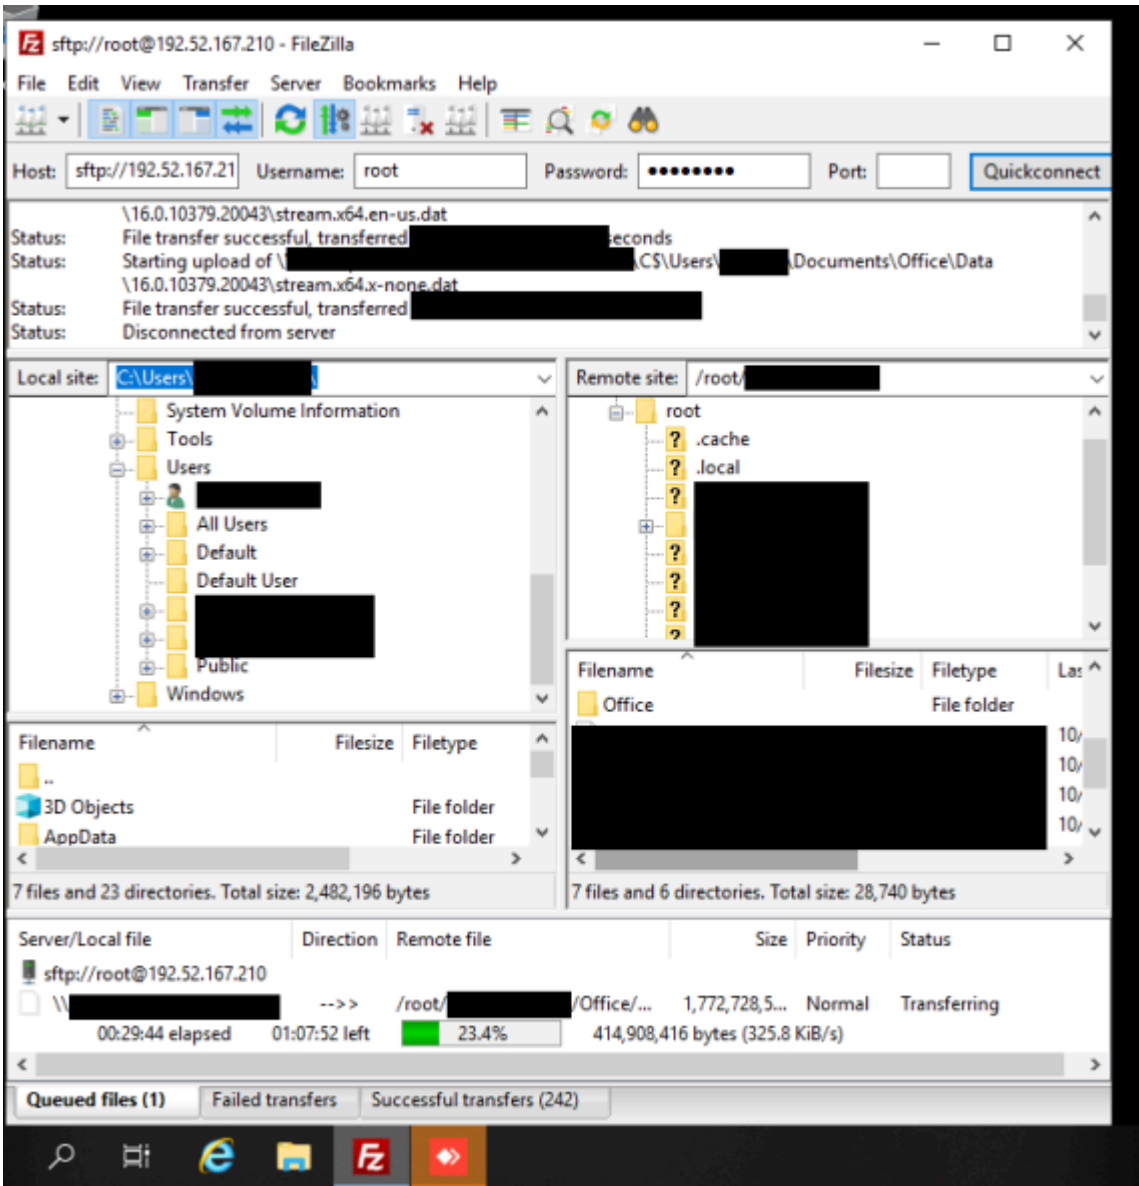 sftp://root@192.52.167.210 - FileZilla
File Edit View Transfer Server Bookmarks Help
Host: sftp://192.52.167.21 Username: root Password: ●●●●●●●● Port: Quickconnect
\16.0.10379.20043\stream.x64.en-us.dat
Status: File transfer successful, transferred seconds
Status: Starting upload of \ \C$\Users\ \Documents\Office\Data
\16.0.10379.20043\stream.x64.x-none.dat
Status: File transfer successful, transferred
Status: Disconnected from server
Local site: C:\Users\ \
System Volume Information
Tools
Users
All Users
Default
Default User
Public
Windows
Filename Filesize Filetype
..
3D Objects File folder
AppData File folder
7 files and 23 directories. Total size: 2,482,196 bytes
Remote site: /root/
root
.cache
.local
Filename Filesize Filetype Las
Office File folder
10/
10/
10/
10/
7 files and 6 directories. Total size: 28,740 bytes
Server/Local file Direction Remote file Size Priority Status
sftp://root@192.52.167.210
\\ -->> /root/ /Office/... 1,772,728,5... Normal Transferring
00:29:44 elapsed 01:07:52 left 23.4% 414,908,416 bytes (325.8 KiB/s)
Queued files (1) Failed transfers Successful transfers (242)